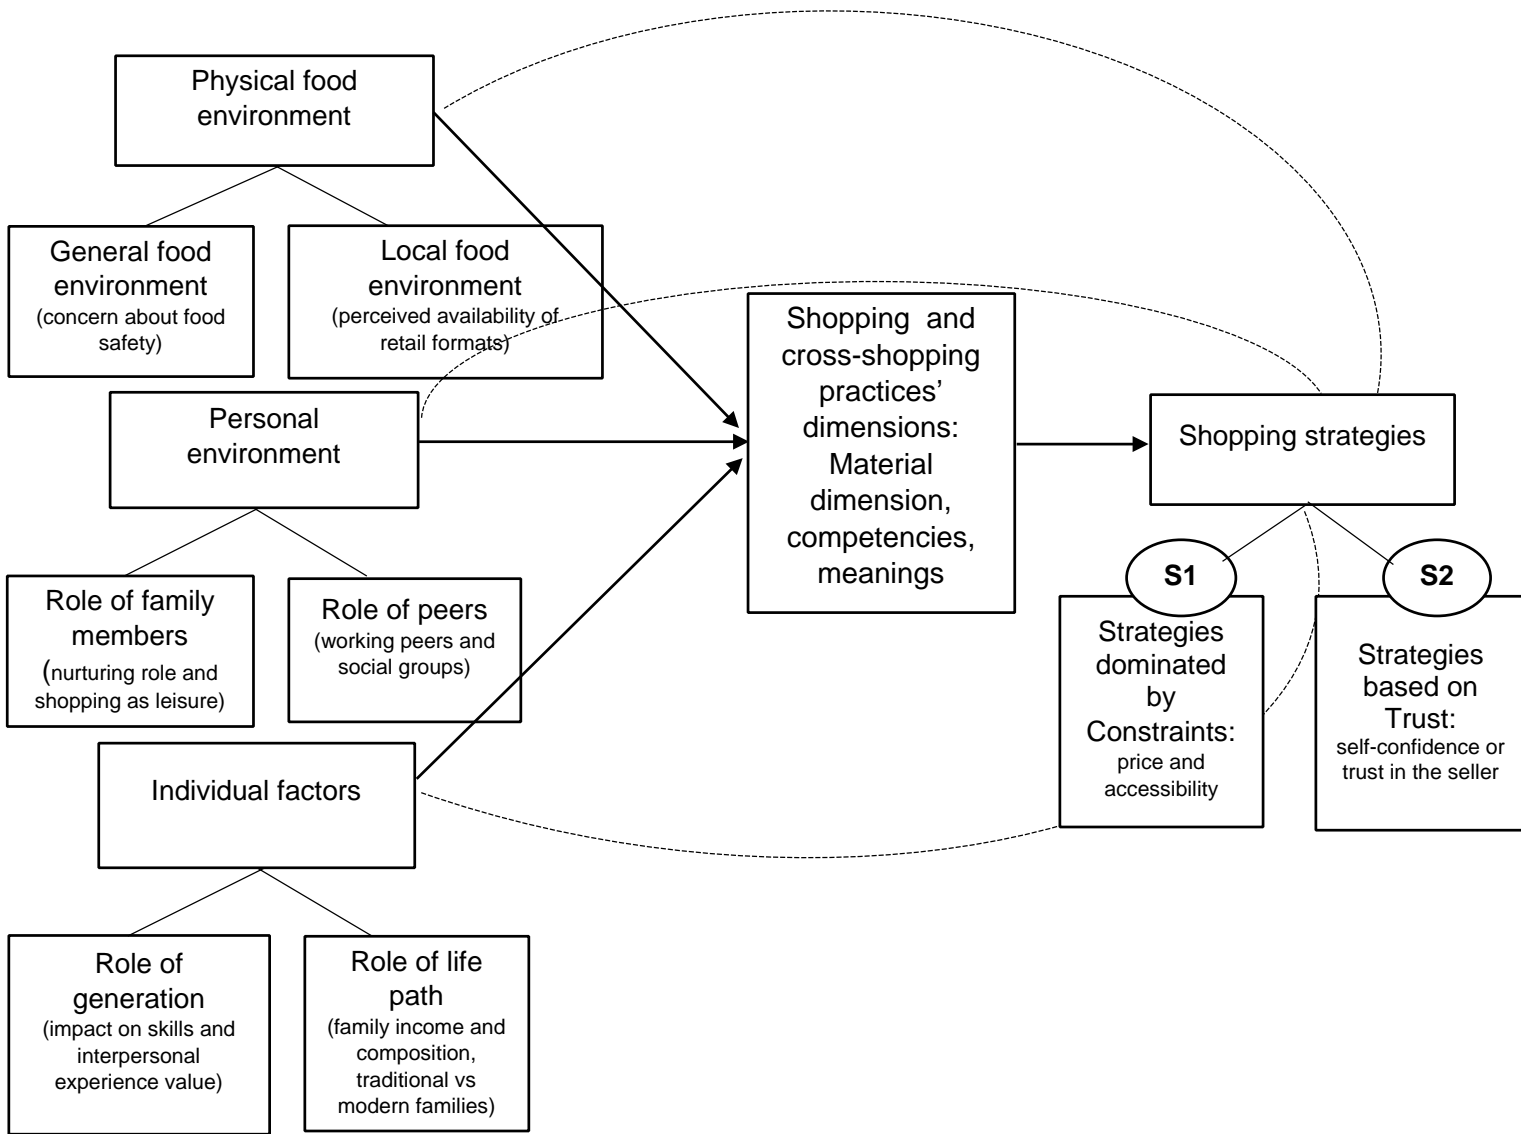 Physical food
environment
General food
environment
(concern about food
safety)
Local food
environment
(perceived availability of
retail formats)
Personal
environment
Role of family
members
(nurturing role and
shopping as leisure)
Role of peers
(working peers and
social groups)
Individual factors
Role of
generation
(impact on skills and
interpersonal
experience value)
Role of life
path
(family income and
composition,
traditional vs
modern families)
Shopping and
cross-shopping
practices’
dimensions:
Material
dimension,
competencies,
meanings
Shopping strategies
S1
Strategies
dominated
by
Constraints:
price and
accessibility
S2
Strategies
based on
Trust:
self-confidence or
trust in the seller